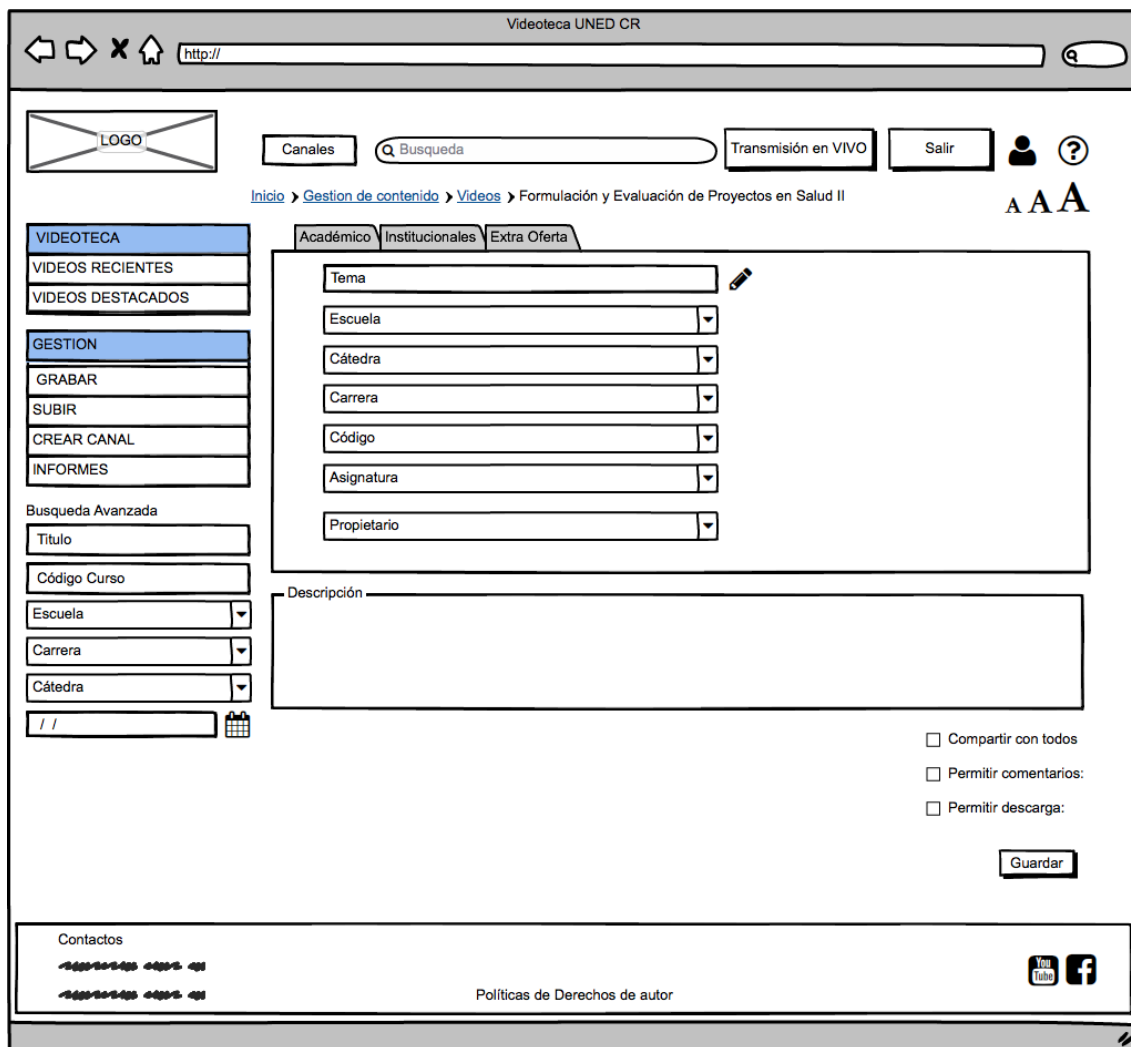 Videoteca UNED CR
http://
LOGO
Canales
Busqueda
Transmisión en VIVO
Salir
?
Inicio > Gestion de contenido > Videos > Formulación y Evaluación de Proyectos en Salud II
A A A
VIDEOTECA
VIDEOS RECIENTES
VIDEOS DESTACADOS
GESTION
GRABAR
SUBIR
CREAR CANAL
INFORMES
Busqueda Avanzada
Titulo
Código Curso
Escuela
Carrera
Cátedra
/ /
Académico Institucionales Extra Oferta
Tema
Escuela
Cátedra
Carrera
Código
Asignatura
Propietario
Descripción
Compartir con todos
Permitir comentarios:
Permitir descarga:
Guardar
Contactos
Políticas de Derechos de autor
You
Tube
f